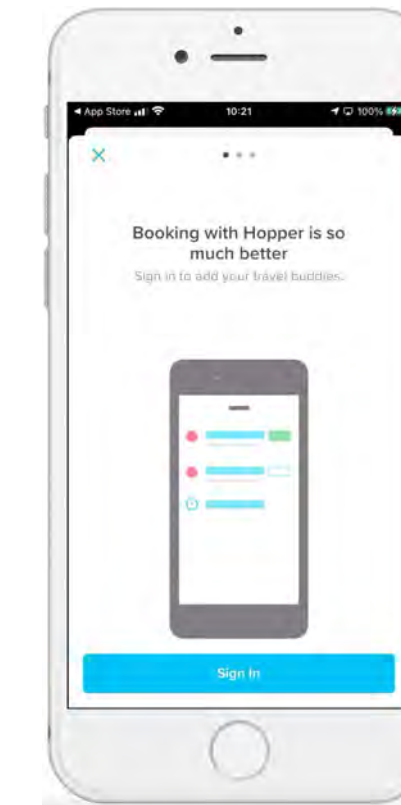 App Store 10:21 100%
Booking with Hopper is so
much better
Sign in to add your travel buddies.
Sign In